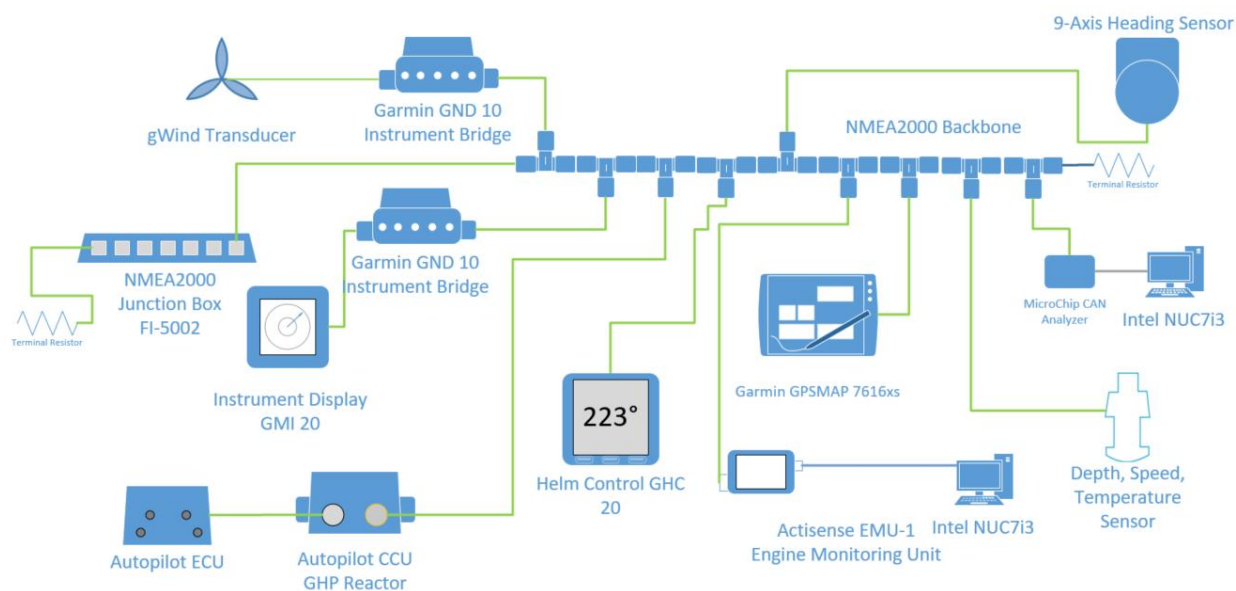 9-Axis Heading Sensor
gWind Transducer
Garmin GND 10
Instrument Bridge
NMEA2000 Backbone
Terminal Resistor
NMEA2000
Junction Box
FI-5002
Terminal Resistor
Garmin GND 10
Instrument Bridge
MicroChip CAN
Analyzer
Intel NUC7i3
Instrument Display
GMI 20
223°
Garmin GPSMAP 7616xs
Helm Control GHC
20
Depth, Speed,
Temperature
Sensor
Autopilot ECU
Autopilot CCU
GHP Reactor
Actisense EMU-1
Engine Monitoring Unit
Intel NUC7i3